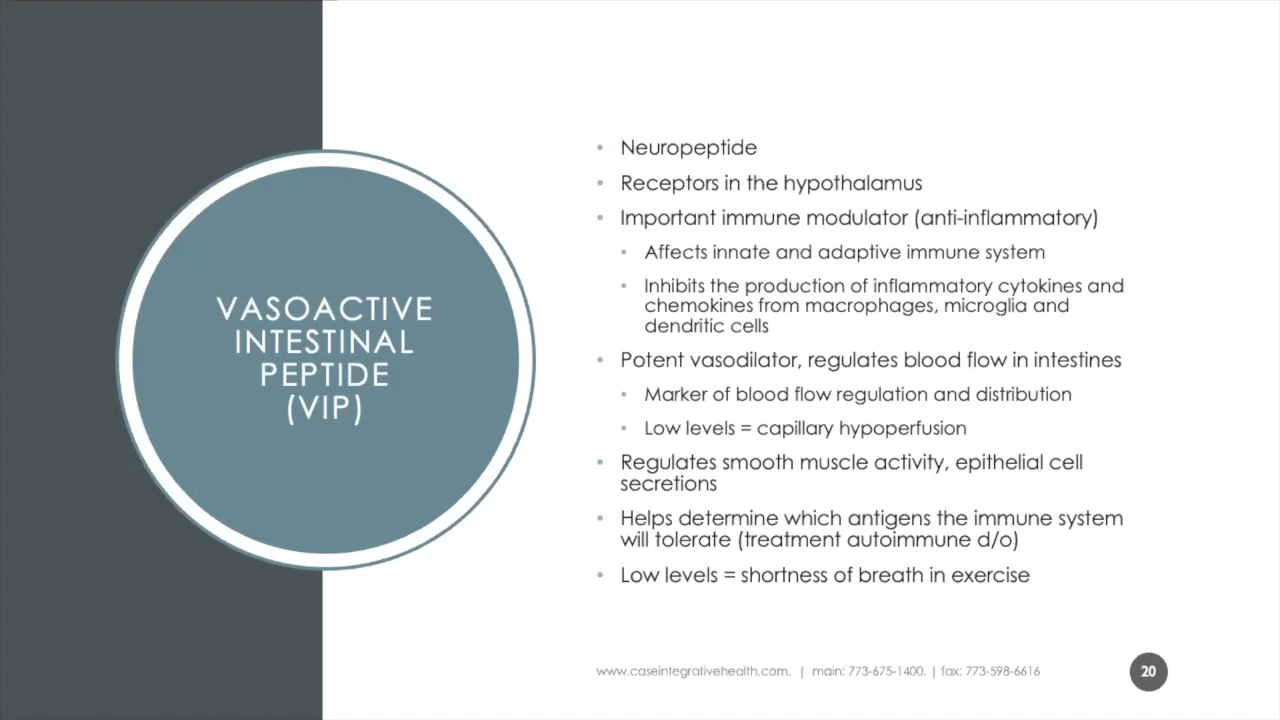 VASOACTIVE
INTESTINAL
PEPTIDE
(VIP)
• Neuropeptide
• Receptors in the hypothalamus
• Important immune modulator (anti-inflammatory)
• Affects innate and adaptive immune system
• Inhibits the production of inflammatory cytokines and
chemokines from macrophages, microglia and
dendritic cells
• Potent vasodilator, regulates blood flow in intestines
• Marker of blood flow regulation and distribution
• Low levels = capillary hypoperfusion
• Regulates smooth muscle activity, epithelial cell
secretions
• Helps determine which antigens the immune system
will tolerate (treatment autoimmune d/o)
• Low levels = shortness of breath in exercise
www.caseintegrativehealth.com. | main: 773-675-1400. | fax: 773-598-6616
20